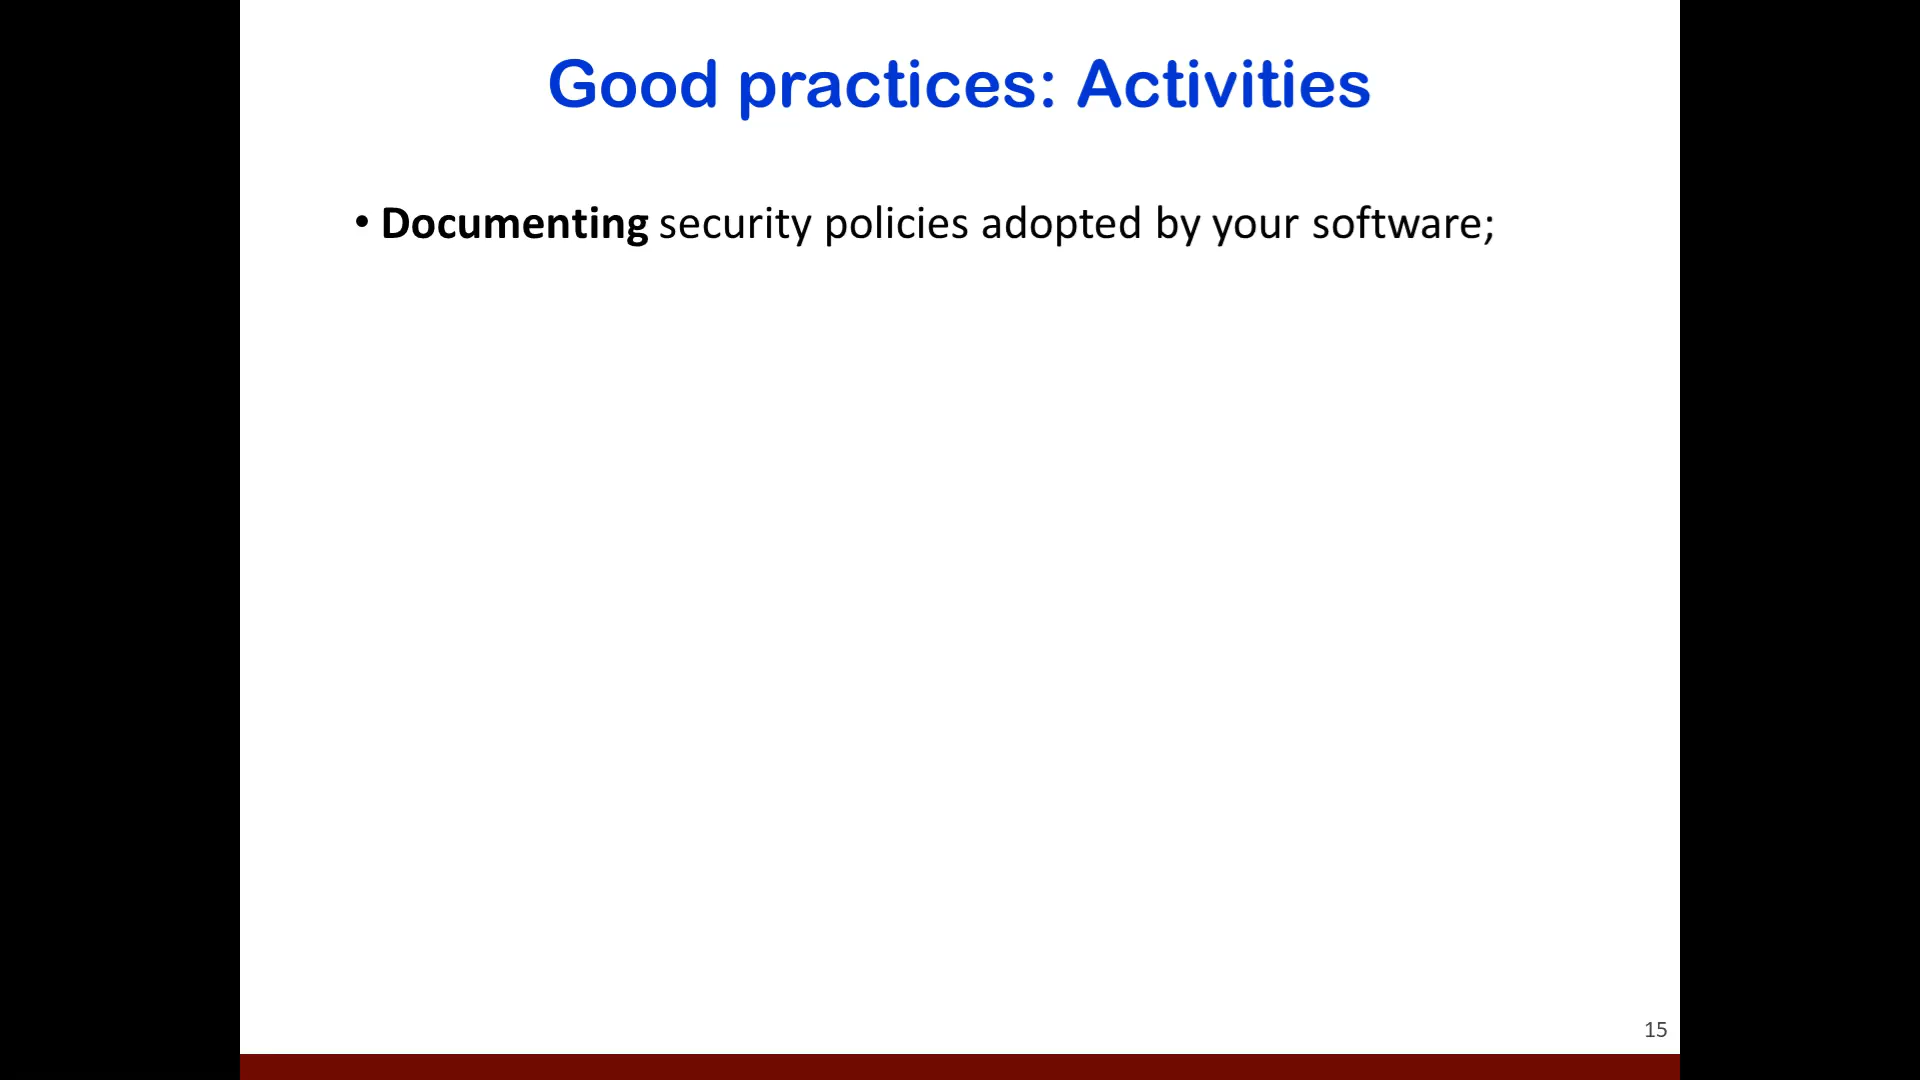 Good practices: Activities
• Documenting security policies adopted by your software;
15